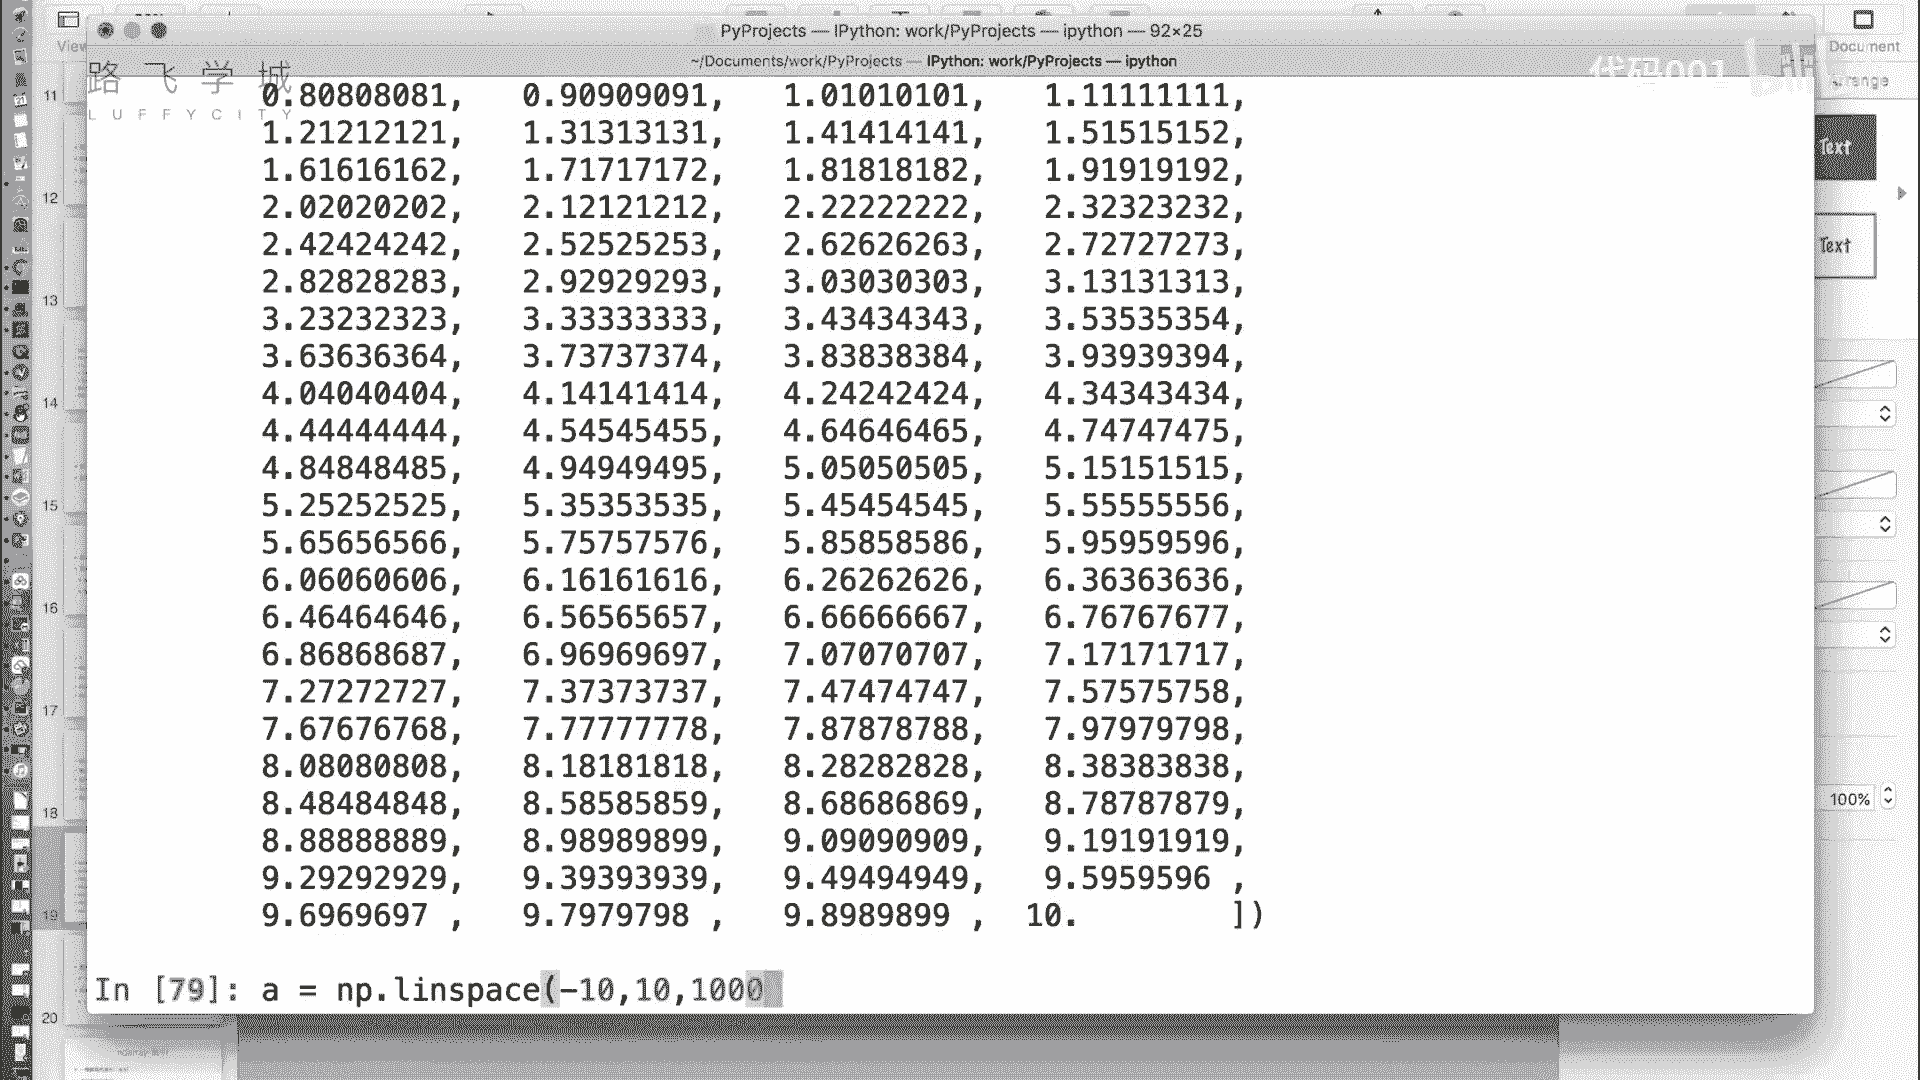 PyProjects — IPython: work/PyProjects — ipython — 92×25
View
Document
~/Documents/work/PyProjects — IPython: work/PyProjects — ipython
路飞学城
LUFFYCITY
代码001
0.80808081, 0.90909091, 1.01010101, 1.11111111,
1.21212121, 1.31313131, 1.41414141, 1.51515152,
1.61616162, 1.71717172, 1.81818182, 1.91919192,
2.02020202, 2.12121212, 2.22222222, 2.32323232,
2.42424242, 2.52525253, 2.62626263, 2.72727273,
2.82828283, 2.92929293, 3.03030303, 3.13131313,
3.23232323, 3.33333333, 3.43434343, 3.53535354,
3.63636364, 3.73737374, 3.83838384, 3.93939394,
4.04040404, 4.14141414, 4.24242424, 4.34343434,
4.44444444, 4.54545455, 4.64646465, 4.74747475,
4.84848485, 4.94949495, 5.05050505, 5.15151515,
5.25252525, 5.35353535, 5.45454545, 5.55555556,
5.65656566, 5.75757576, 5.85858586, 5.95959596,
6.06060606, 6.16161616, 6.26262626, 6.36363636,
6.46464646, 6.56565657, 6.66666667, 6.76767677,
6.86868687, 6.96969697, 7.07070707, 7.17171717,
7.27272727, 7.37373737, 7.47474747, 7.57575758,
7.67676768, 7.77777778, 7.87878788, 7.97979798,
8.08080808, 8.18181818, 8.28282828, 8.38383838,
8.48484848, 8.58585859, 8.68686869, 8.78787879,
8.88888889, 8.98989899, 9.09090909, 9.19191919,
9.29292929, 9.39393939, 9.49494949, 9.5959596 ,
9.6969697 , 9.7979798 , 9.8989899 , 10. ])
In [79]: a = np.linspace(-10,10,1000
11
12
13
14
15
16
17
18
19
20
Text
Text
100%